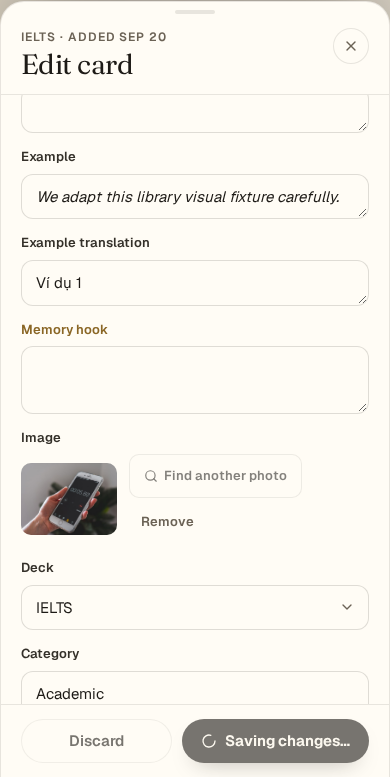 IELTS · ADDED SEP 20
Edit card
Example
We adapt this library visual fixture carefully.
Example translation
Ví dụ 1
Memory hook
Image
Find another photo
Remove
Deck
IELTS
Category
Academic
Discard
Saving changes...